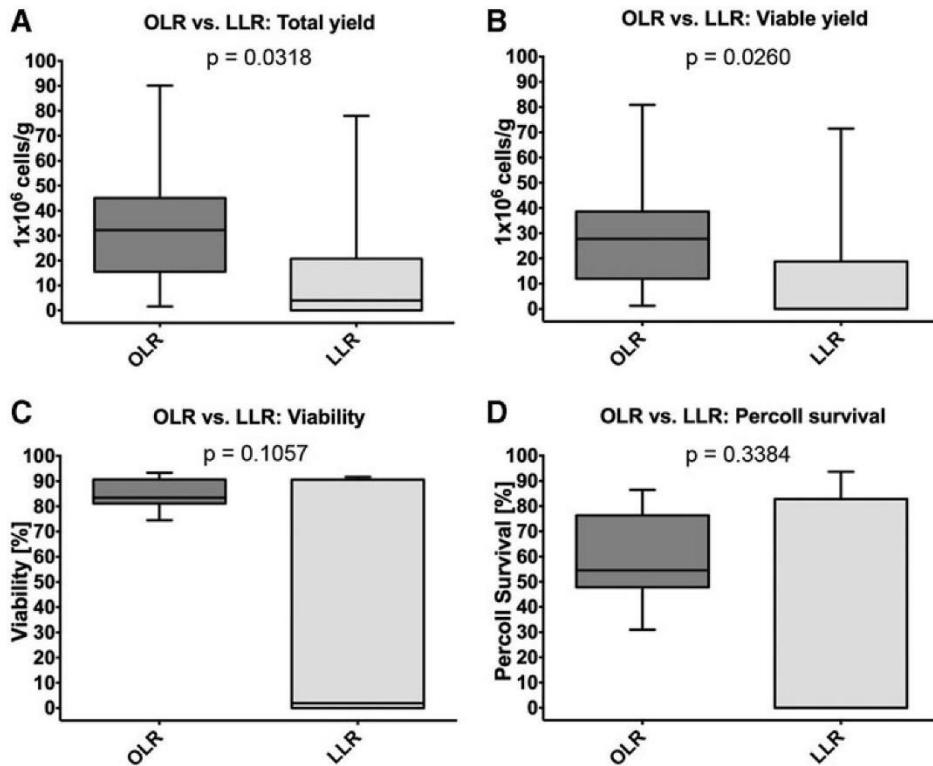 A
OLR vs. LLR: Total yield
p = 0.0318
1x10⁶ cells/g
100
90
80
70
60
50
40
30
20
10
0
OLR
LLR
B
OLR vs. LLR: Viable yield
p = 0.0260
1x10⁶ cells/g
100
90
80
70
60
50
40
30
20
10
0
OLR
LLR
C
OLR vs. LLR: Viability
p = 0.1057
Viability [%]
100
90
80
70
60
50
40
30
20
10
0
OLR
LLR
D
OLR vs. LLR: Percoll survival
p = 0.3384
Percoll Survival [%]
100
90
80
70
60
50
40
30
20
10
0
OLR
LLR